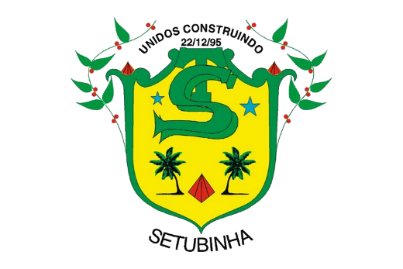 UNIDOS CONSTRUINDO
22/12/95
S
SETUBINHA